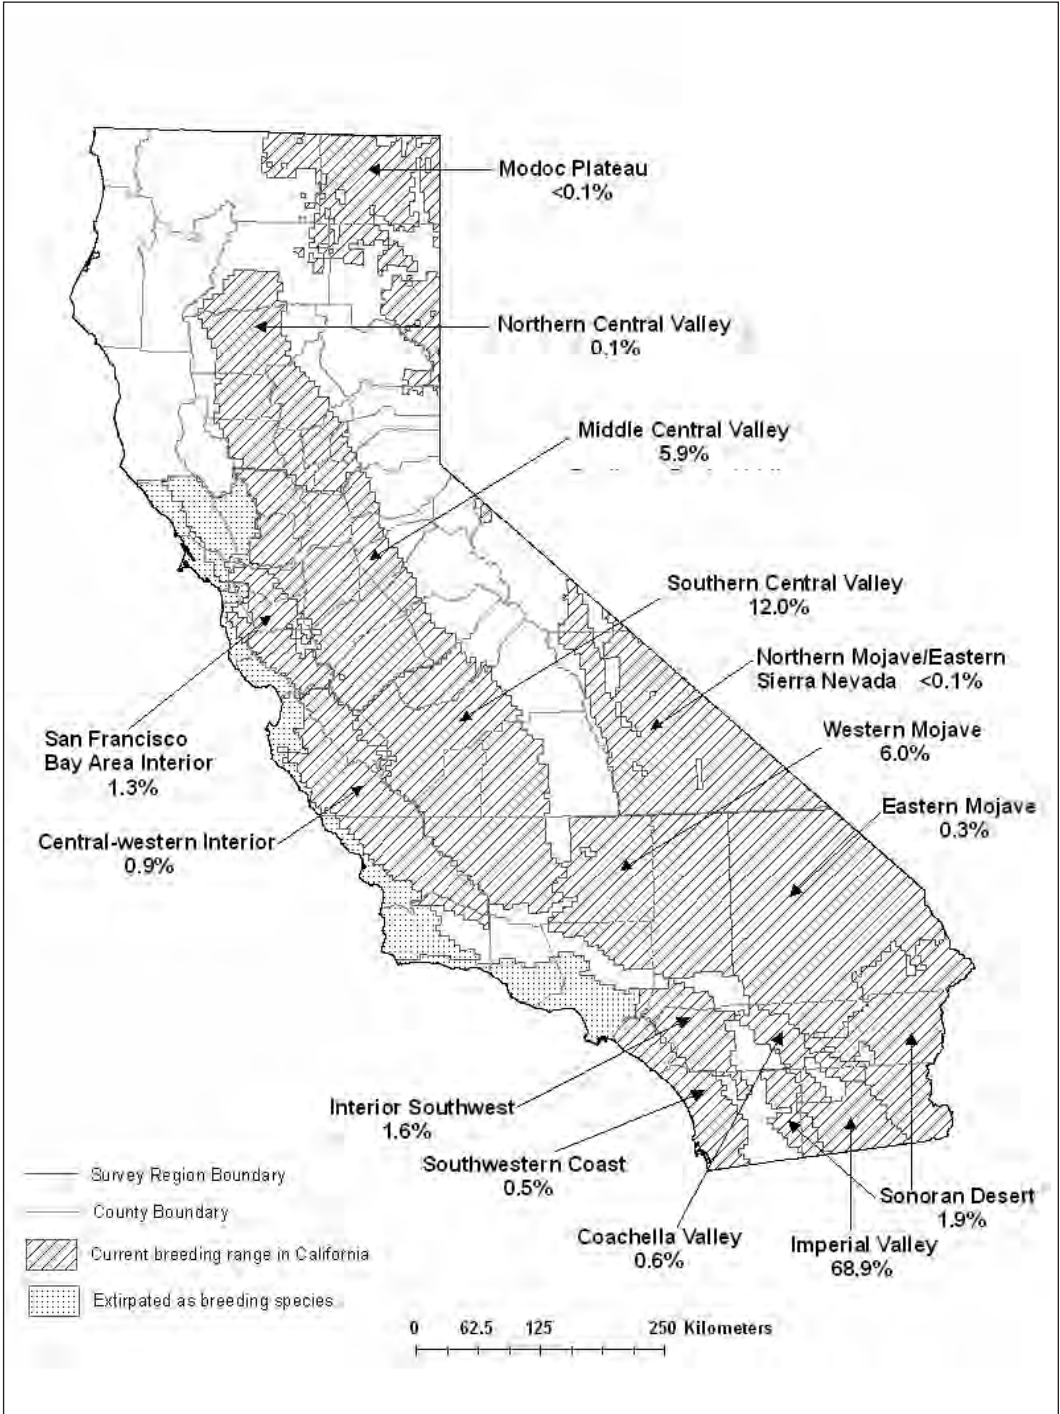 Modoc Plateau
<0.1%
Northern Central Valley
0.1%
Middle Central Valley
5.9%
Southern Central Valley
12.0%
Northern Mojave/Eastern
Sierra Nevada <0.1%
Western Mojave
6.0%
Eastern Mojave
0.3%
San Francisco
Bay Area Interior
1.3%
Central-western Interior
0.9%
Interior Southwest
1.6%
Southwestern Coast
0.5%
Coachella Valley
0.6%
Imperial Valley
68.9%
Sonoran Desert
1.9%
Survey Region Boundary
County Boundary
Current breeding range in California
Extirpated as breeding species
0 62.5 125 250 Kilometers